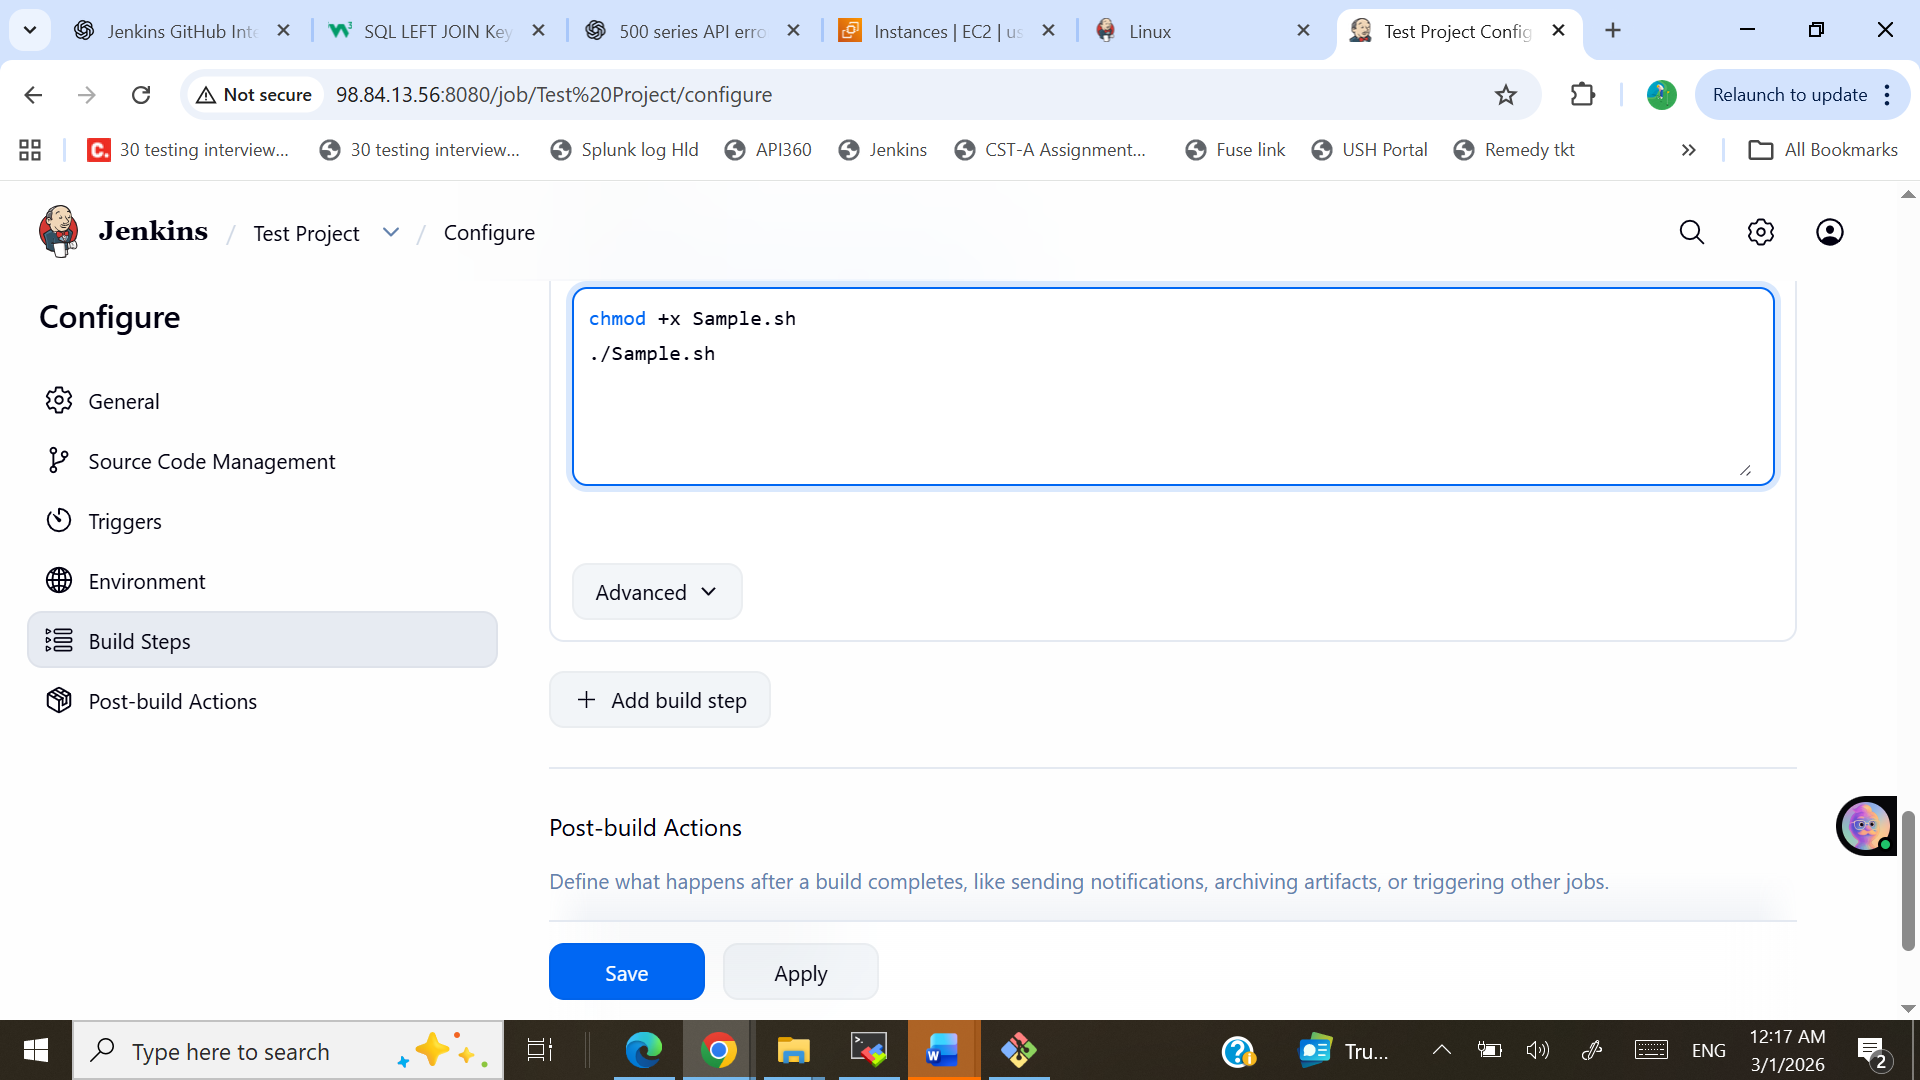 Jenkins GitHub Inte
SQL LEFT JOIN Key
500 series API erro
Instances | EC2 | us
Linux
Test Project Config
Not secure
98.84.13.56:8080/job/Test%20Project/configure
Relaunch to update
C. 30 testing interview...
30 testing interview...
Splunk log Hld
API360
Jenkins
CST-A Assignment...
Fuse link
USH Portal
Remedy tkt
»
All Bookmarks
Jenkins / Test Project / Configure
Configure
General
Source Code Management
Triggers
Environment
Build Steps
Post-build Actions
chmod +x Sample.sh
./Sample.sh
Advanced
+ Add build step
Post-build Actions
Define what happens after a build completes, like sending notifications, archiving artifacts, or triggering other jobs.
Save
Apply
Type here to search
Tru...
ENG
12:17 AM
3/1/2026
2